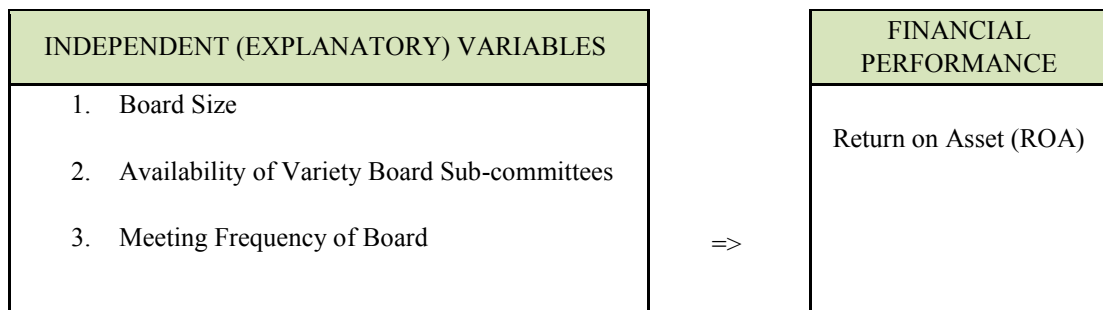 INDEPENDENT (EXPLANATORY) VARIABLES
1. Board Size
2. Availability of Variety Board Sub-committees
3. Meeting Frequency of Board
=>
FINANCIAL
PERFORMANCE
Return on Asset (ROA)